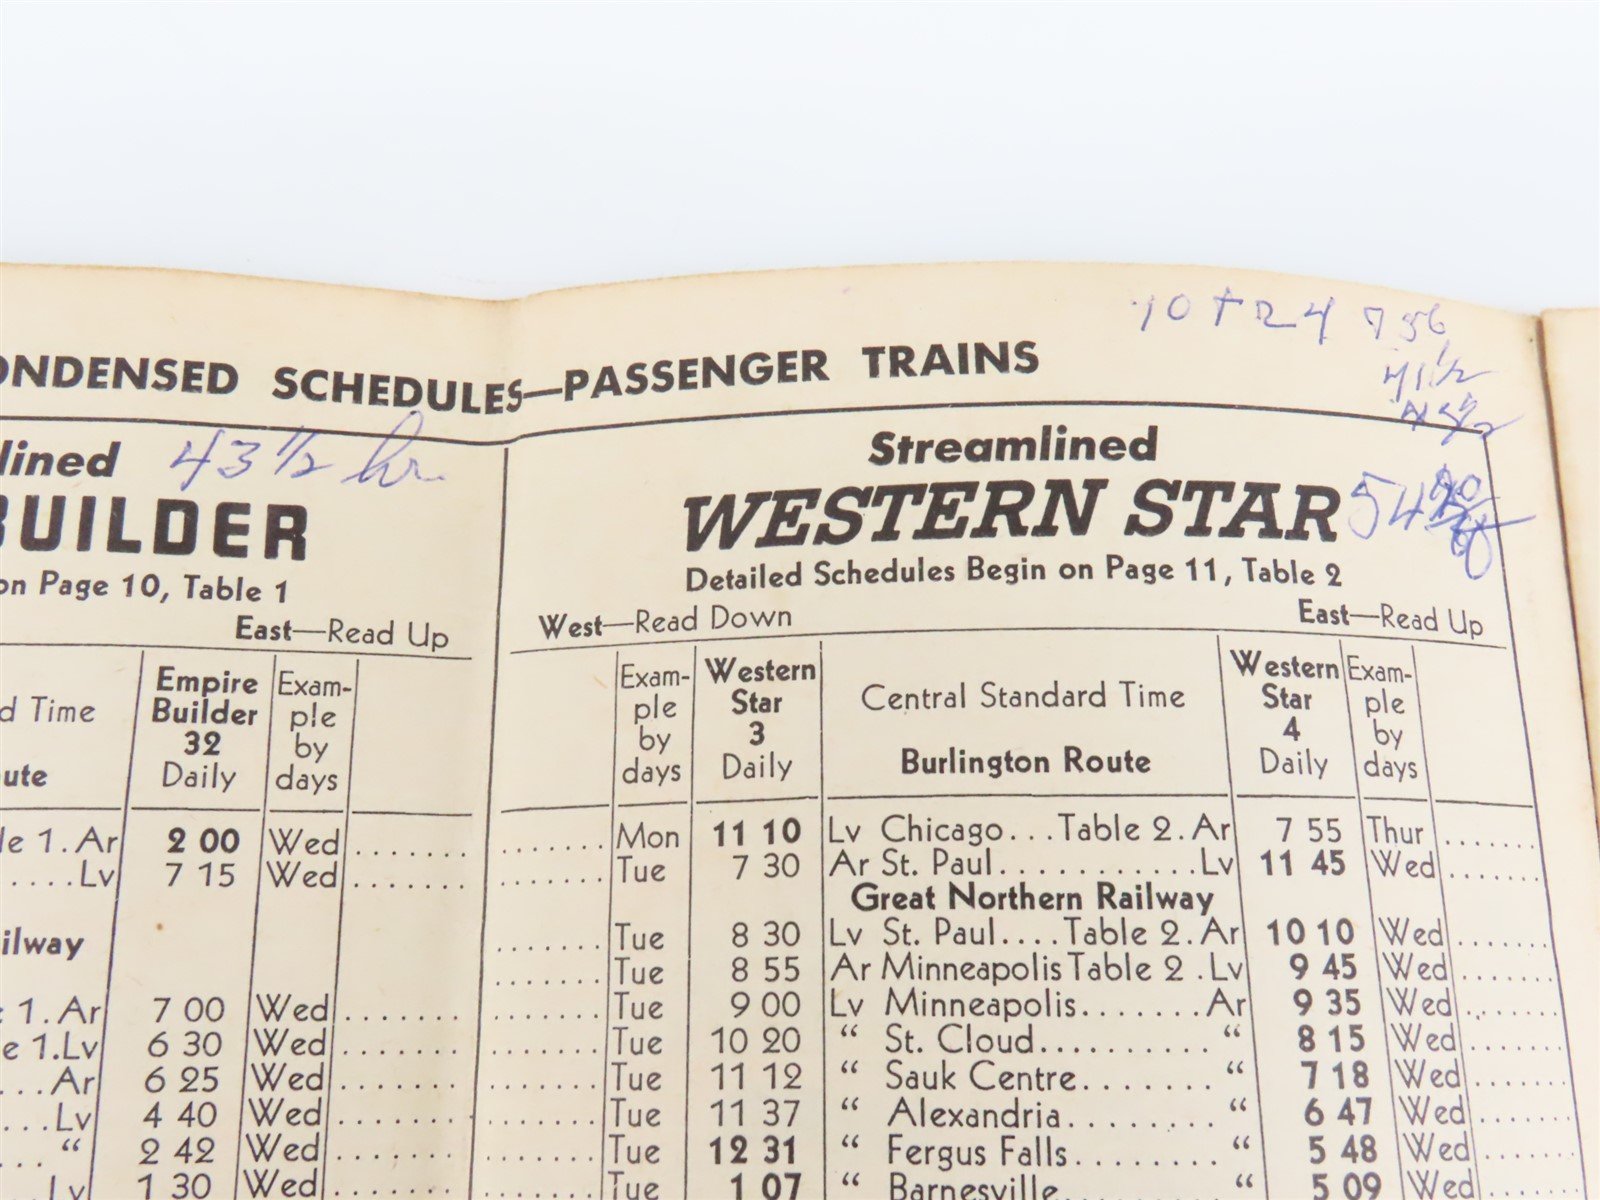 10 + 24 7 56
41 1/2
ONDENSED SCHEDULES—PASSENGER TRAINS
lined 43 1/2 hr.
BUILDER
on Page 10, Table 1
East—Read Up
d Time
ute
Empire Builder 32 Daily
Exam- ple by days
le 1. Ar 2 00 Wed
Lv 7 15 Wed
ilway
1. Ar 7 00 Wed
e 1. Lv 6 30 Wed
Ar 6 25 Wed
Lv 4 40 Wed
“ 2 42 Wed
Lv 1 30 Wed
Streamlined
WESTERN STAR 54
Detailed Schedules Begin on Page 11, Table 2
West—Read Down East—Read Up
Exam- ple by days
Western Star 3 Daily
Central Standard Time
Burlington Route
Western Star 4 Daily
Exam- ple by days
Mon 11 10 Lv Chicago...Table 2. Ar 7 55 Thur
Tue 7 30 Ar St. Paul............Lv 11 45 Wed
Great Northern Railway
Tue 8 30 Lv St. Paul....Table 2. Ar 10 10 Wed
Tue 8 55 Ar Minneapolis Table 2 . Lv 9 45 Wed
Tue 9 00 Lv Minneapolis.......Ar 9 35 Wed
Tue 10 20 “ St. Cloud.......... “ 8 15 Wed
Tue 11 12 “ Sauk Centre....... “ 7 18 Wed
Tue 11 37 “ Alexandria......... “ 6 47 Wed
Tue 12 31 “ Fergus Falls........ “ 5 48 Wed
Tue 1 07 “ Barnesville......... “ 5 09 Wed